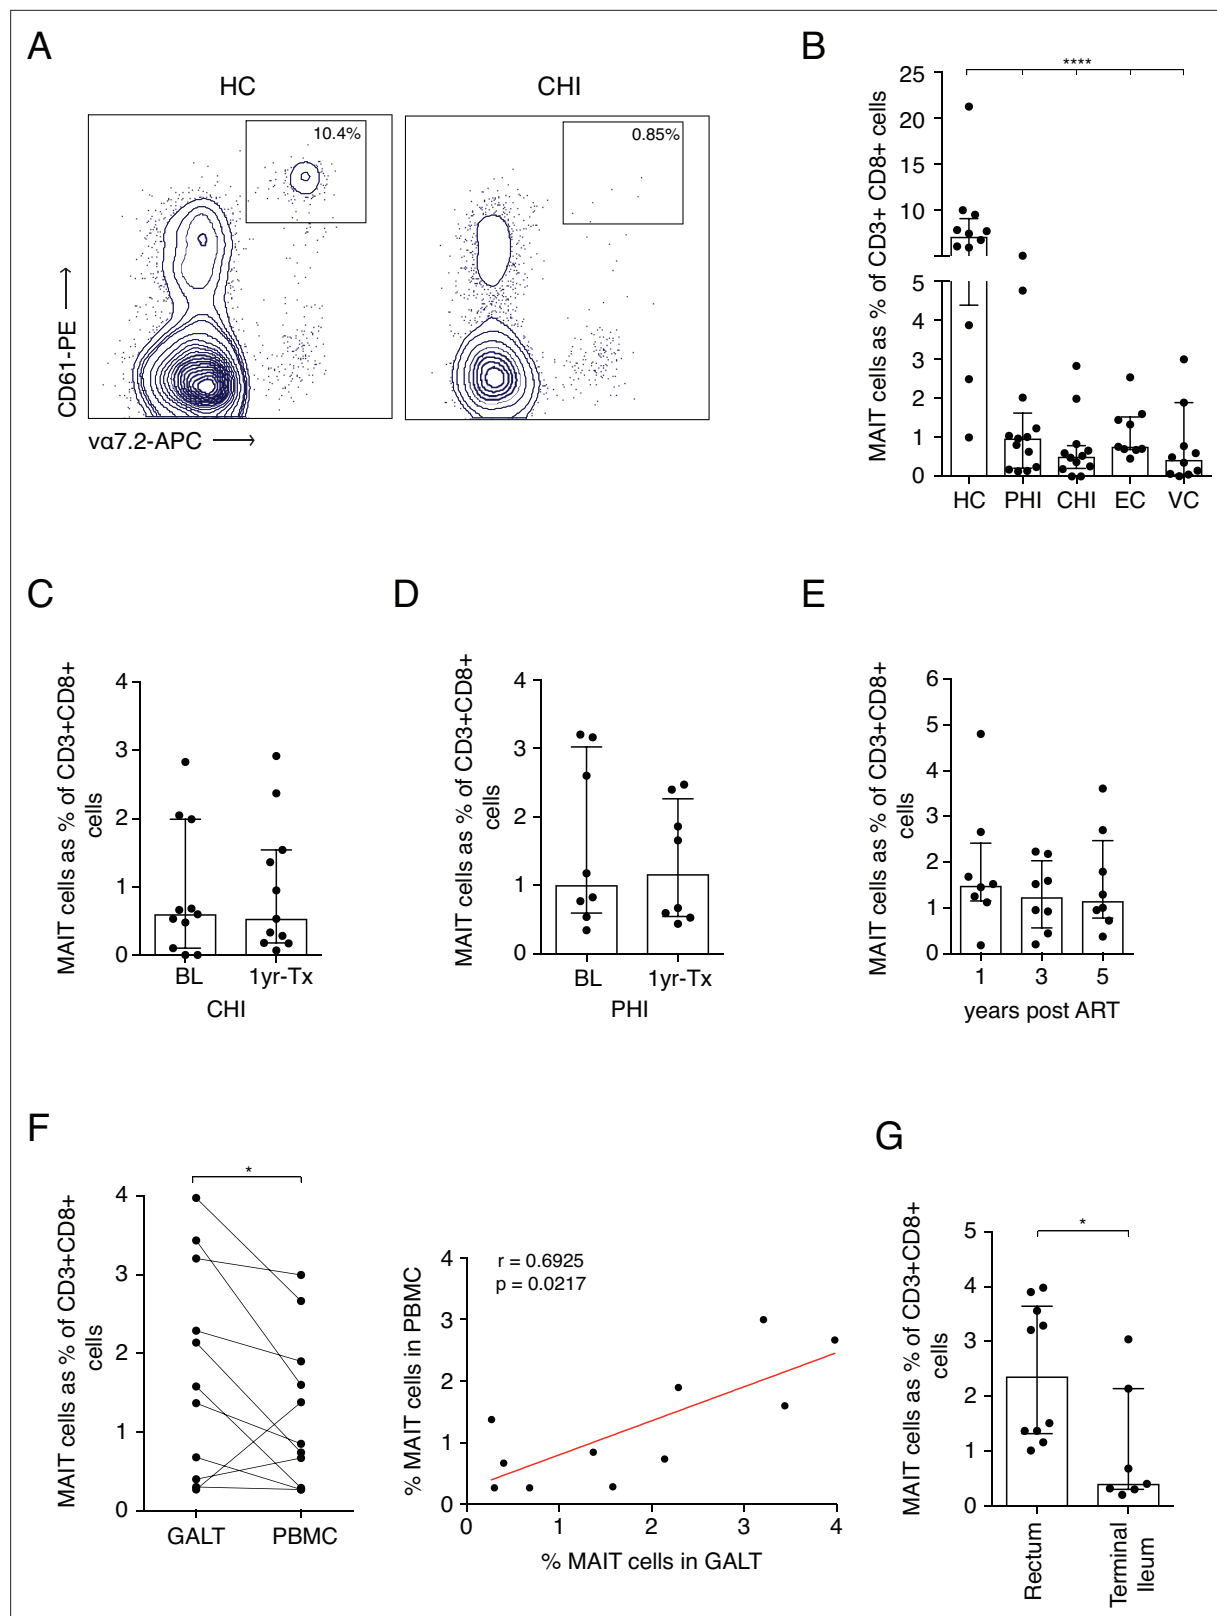 A
HC
CHI
10.4%
0.85%
CD61-PE
vα7.2-APC
B
****
MAIT cells as % of CD3+ CD8+ cells
25
20
15
10
5
4
3
2
1
0
HC PHI CHI EC VC
C
MAIT cells as % of CD3+CD8+
cells
4
3
2
1
0
BL 1yr-Tx
CHI
D
MAIT cells as % of CD3+CD8+
cells
4
3
2
1
0
BL 1yr-Tx
PHI
E
MAIT cells as % of CD3+CD8+
cells
6
5
4
3
2
1
0
1 3 5
years post ART
F
*
MAIT cells as % of CD3+CD8+
cells
4
3
2
1
0
GALT PBMC
r = 0.6925
p = 0.0217
% MAIT cells in PBMC
4
3
2
1
0
0 1 2 3 4
% MAIT cells in GALT
G
*
MAIT cells as % of CD3+CD8+
cells
5
4
3
2
1
0
Rectum
Terminal
Ileum